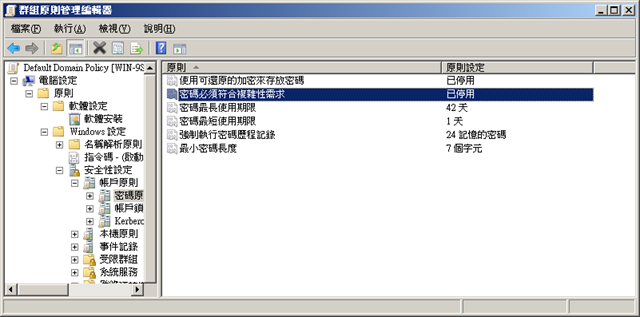 群組原則管理編輯器
檔案(F) 執行(A) 檢視(V) 說明(H)
Default Domain Policy [WIN-9S
電腦設定
原則
軟體設定
軟體安裝
Windows 設定
名稱解析原則
指令碼 - (啟動
安全性設定
帳戶原則
密碼原
帳戶鎖
Kerberc
本機原則
事件記錄
受限群組
系統服務
原則 原則設定
使用可還原的加密來存放密碼 已停用
密碼必須符合複雜性需求 已停用
密碼最長使用期限 42 天
密碼最短使用期限 1 天
強制執行密碼歷程記錄 24 記憶的密碼
最小密碼長度 7 個字元